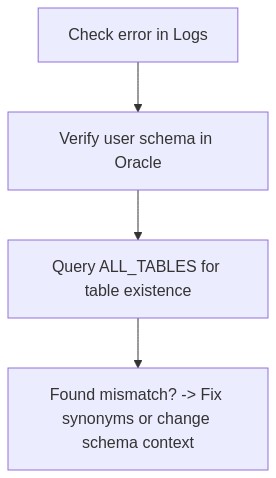 Check error in Logs
Verify user schema in
Oracle
Query ALL_TABLES for
table existence
Found mismatch? -> Fix
synonyms or change
schema context